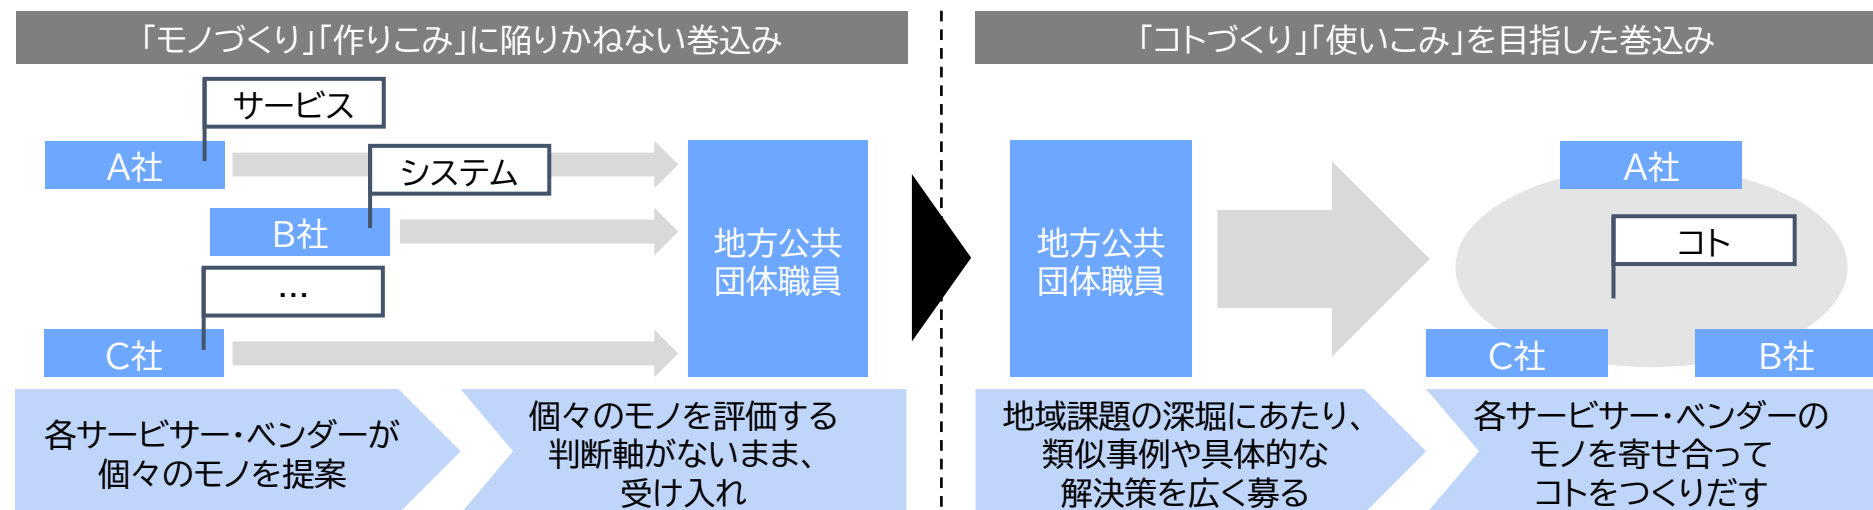 「モノづくり」「作りこみ」に陥りかねない巻込み
サービス
A社
システム
B社
…
C社
地方公共
団体職員
各サービサー・ベンダーが
個々のモノを提案
個々のモノを評価する
判断軸がないまま、
受け入れ
「コトづくり」「使いこみ」を目指した巻込み
地方公共
団体職員
A社
コト
C社
B社
地域課題の深堀にあたり、
類似事例や具体的な
解決策を広く募る
各サービサー・ベンダーの
モノを寄せ合って
コトをつくりだす